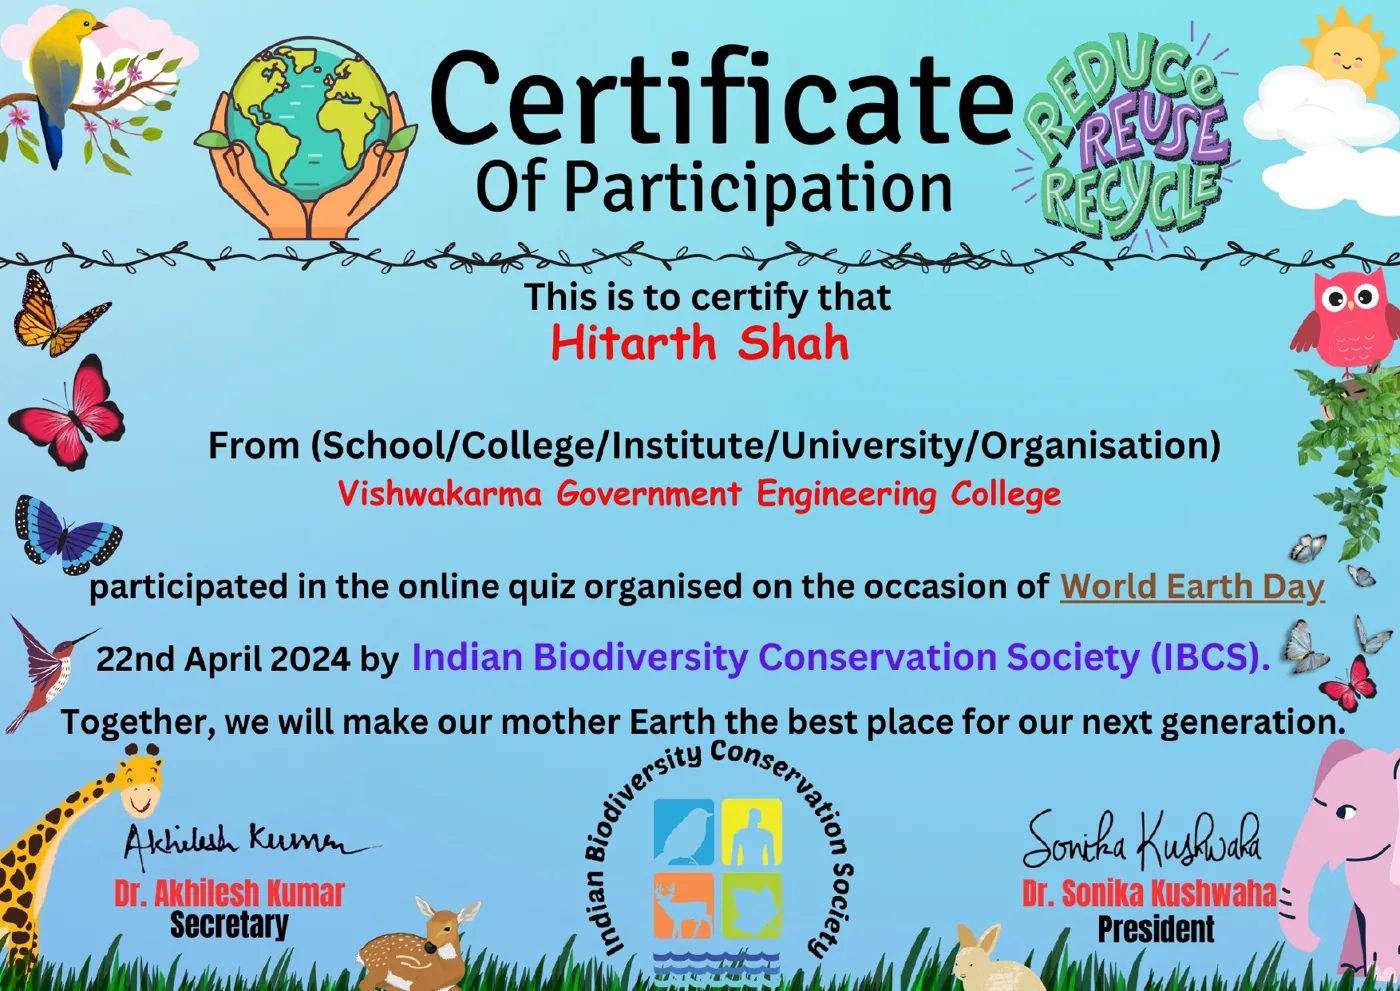 Certificate
Of Participation
REDUCE
REUSE
RECYCLE
This is to certify that
Hitarth Shah
From (School/College/Institute/University/Organisation)
Vishwakarma Government Engineering College
participated in the online quiz organised on the occasion of World Earth Day
22nd April 2024 by Indian Biodiversity Conservation Society (IBCS).
Together, we will make our mother Earth the best place for our next generation.
Indian Biodiversity Conservation Society
Akhilesh Kumar
Dr. Akhilesh Kumar
Secretary
Sonika Kushwaha
Dr. Sonika Kushwaha
President